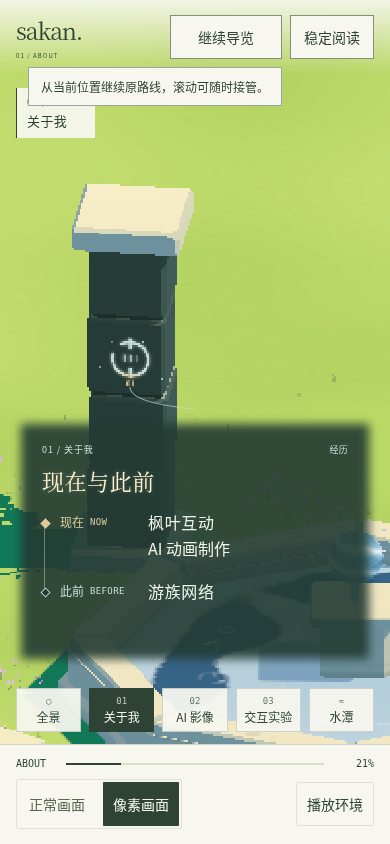 sakan.
01 / ABOUT
继续导览
稳定阅读
从当前位置继续原路线，滚动可随时接管。
关于我
01 / 关于我
经历
现在与此前
现在 NOW
枫叶互动
AI 动画制作
此前 BEFORE
游族网络
全景
01
关于我
02
AI 影像
03
交互实验
≈
水潭
ABOUT
21%
正常画面
像素画面
播放环境